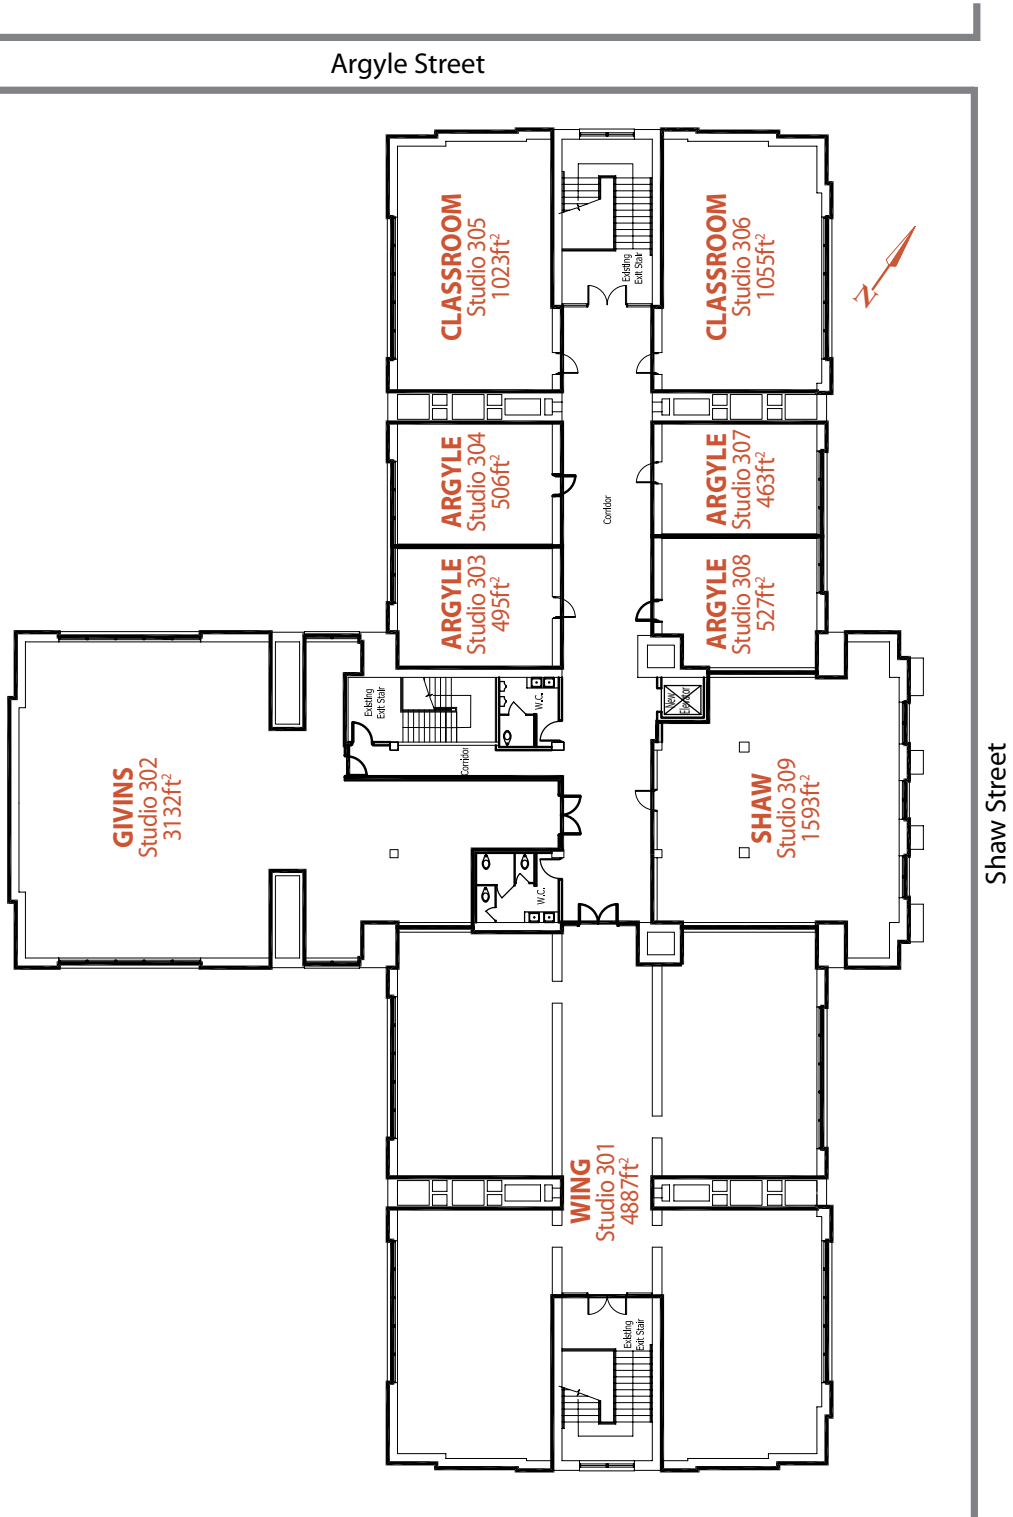 Argyle Street
CLASSROOM
Studio 305
1023ft²
Existing
Exit Stair
CLASSROOM
Studio 306
1055ft²
N
ARGYLE
Studio 304
506ft²
Corridor
ARGYLE
Studio 307
463ft²
ARGYLE
Studio 303
495ft²
ARGYLE
Studio 308
527ft²
Existing
Exit Stair
W.C.
New
Elevator
Corridor
GIVINS
Studio 302
3132ft²
SHAW
Studio 309
1593ft²
Shaw Street
W.C.
WING
Studio 301
4887ft²
Existing
Exit Stair